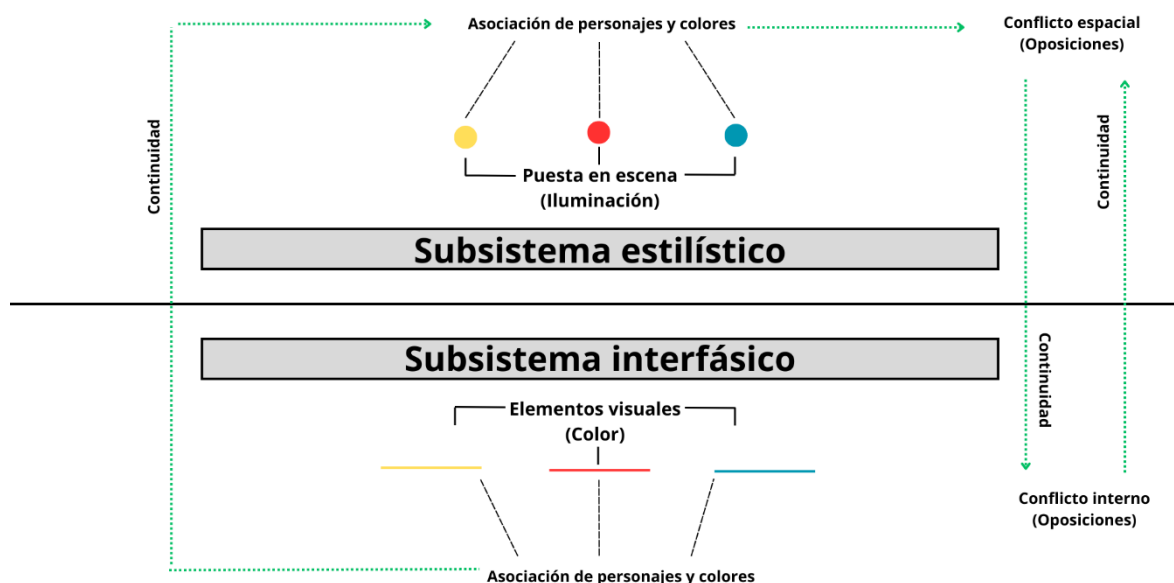 Asociación de personajes y colores
Conflicto espacial
(Oposiciones)
Continuidad
Continuidad
Puesta en escena
(Iluminación)
Subsistema estilístico
Subsistema interfásico
Continuidad
Elementos visuales
(Color)
Conflicto interno
(Oposiciones)
Asociación de personajes y colores